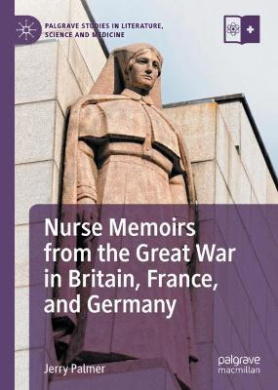 PALGRAVE STUDIES IN LITERATURE,
SCIENCE AND MEDICINE
Nurse Memoirs
from the Great War
in Britain, France,
and Germany
Jerry Palmer
palgrave
macmillan